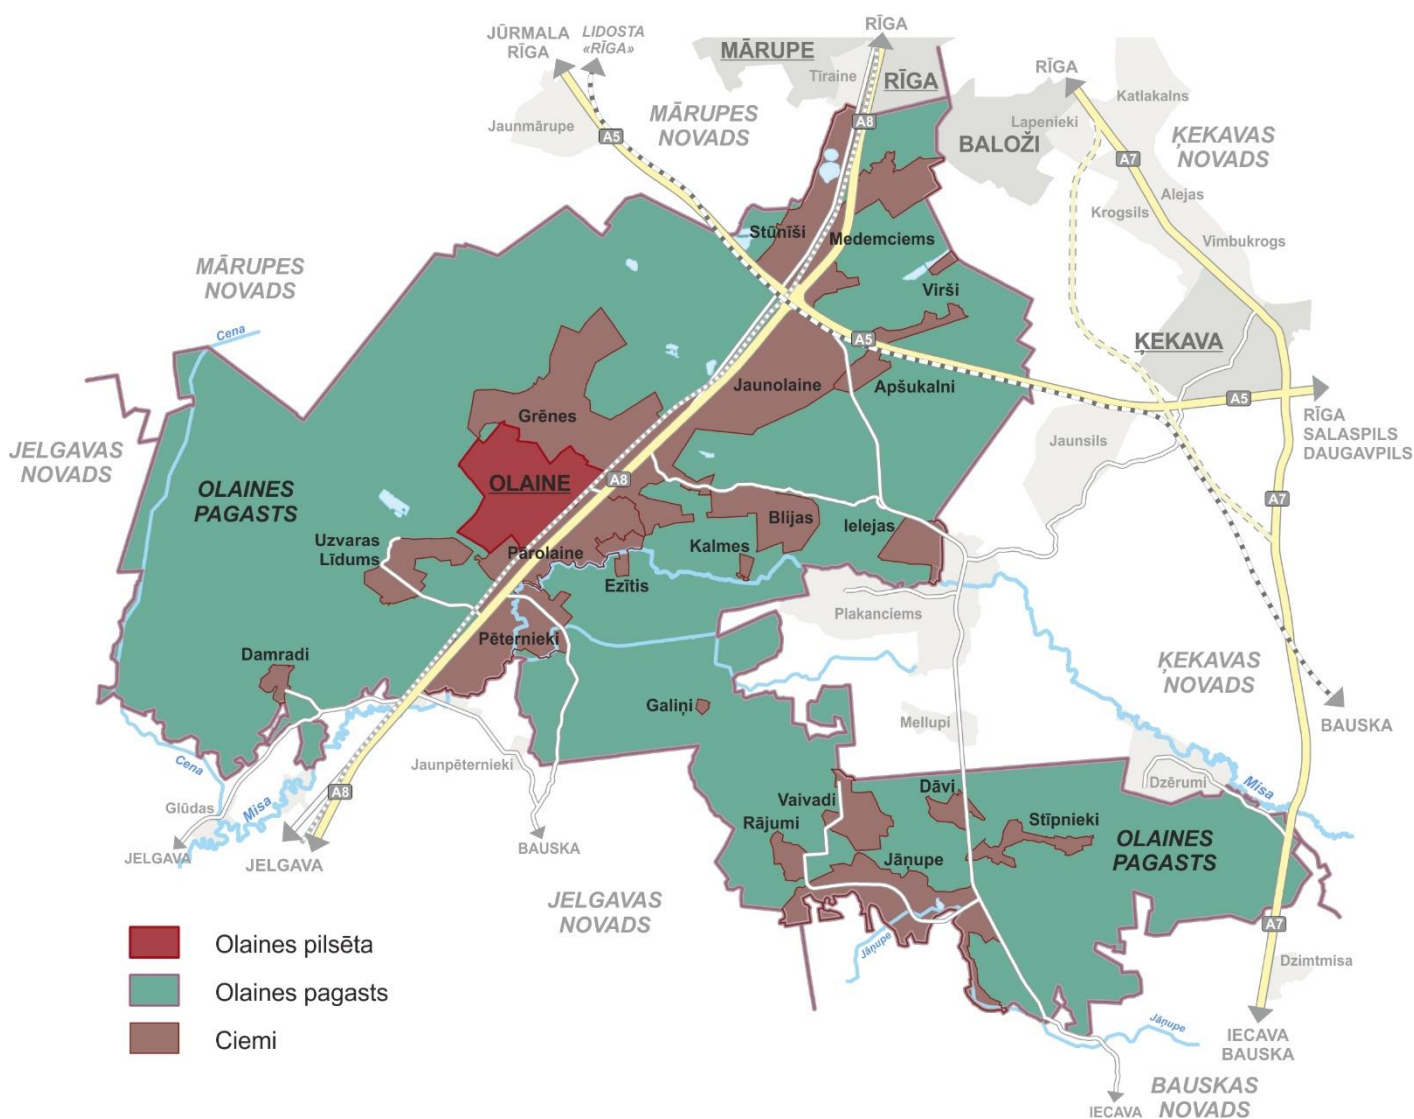 JŪRMALA
RĪGA
LIDOSTA
«RĪGA»
MĀRUPE
RĪGA
Tīraine
RĪGA
RĪGA
Katlakalns
Jaunmārupe
A5
MĀRUPES
NOVADS
A8
Lapenieki
BALOŽI
ĶEKAVAS
NOVADS
A7
Alejas
Krogsils
Vimbukrogs
Stūnīši
Medemciems
MĀRUPES
NOVADS
Virši
Cena
A5
ĶEKAVA
Jaunolaine
Apšukalni
A5
RĪGA
SALASPILS
DAUGAVPILS
Grēnes
JELGAVAS
NOVADS
Jaunsils
OLAINES
PAGASTS
OLAINE
A8
A7
Blijas
Ielejas
Uzvaras
Līdums
Pārolaine
Kalmes
Ezītis
Plakanciems
Pēternieki
Damradi
ĶEKAVAS
NOVADS
Galiņi
Mellupi
BAUSKA
Jaunpēternieki
Cena
Glūdas
Misa
A8
Dzērumi
Misa
Vaivadi
Dāvi
Rājumi
Stīpnieki
OLAINES
PAGASTS
JELGAVA
JELGAVA
BAUSKA
Jāņupe
JELGAVAS
NOVADS
A7
Jāņupe
Dzimtmisa
Olaines pilsēta
Olaines pagasts
Ciemi
Jāņupe
IECAVA
BAUSKA
BAUSKAS
NOVADS
IECAVA